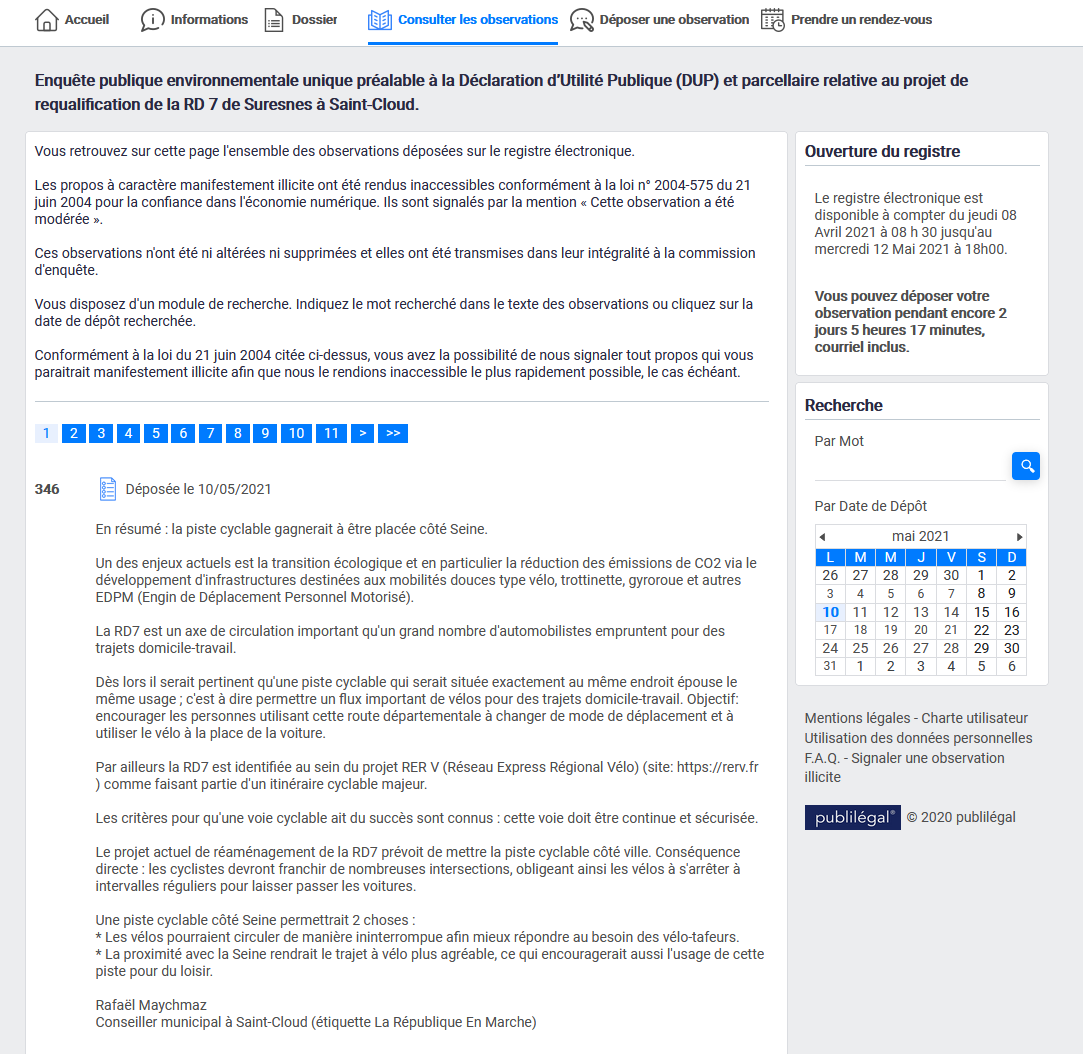 Accueil
Informations
Dossier
Consulter les observations
Déposer une observation
Prendre un rendez-vous
Enquête publique environnementale unique préalable à la Déclaration d'Utilité Publique (DUP) et parcellaire relative au projet de
requalification de la RD 7 de Suresnes à Saint-Cloud.
Vous retrouvez sur cette page l'ensemble des observations déposées sur le registre électronique.
Les propos à caractère manifestement illicite ont été rendus inaccessibles conformément à la loi n° 2004-575 du 21
juin 2004 pour la confiance dans l'économie numérique. Ils sont signalés par la mention « Cette observation a été
modérée ».
Ces observations n'ont été ni altérées ni supprimées et elles ont été transmises dans leur intégralité à la commission
d'enquête.
Vous disposez d'un module de recherche. Indiquez le mot recherché dans le texte des observations ou cliquez sur la
date de dépôt recherchée.
Conformément à la loi du 21 juin 2004 citée ci-dessus, vous avez la possibilité de nous signaler tout propos qui vous
paraitrait manifestement illicite afin que nous le rendions inaccessible le plus rapidement possible, le cas échéant.
1 2 3 4 5 6 7 8 9 10 11 > >>
346 Déposée le 10/05/2021
En résumé : la piste cyclable gagnerait à être placée côté Seine.
Un des enjeux actuels est la transition écologique et en particulier la réduction des émissions de CO2 via le
développement d'infrastructures destinées aux mobilités douces type vélo, trottinette, gyroroue et autres
EDPM (Engin de Déplacement Personnel Motorisé).
La RD7 est un axe de circulation important qu'un grand nombre d'automobilistes empruntent pour des
trajets domicile-travail.
Dès lors il serait pertinent qu'une piste cyclable qui serait située exactement au même endroit épouse le
même usage ; c'est à dire permettre un flux important de vélos pour des trajets domicile-travail. Objectif:
encourager les personnes utilisant cette route départementale à changer de mode de déplacement et à
utiliser le vélo à la place de la voiture.
Par ailleurs la RD7 est identifiée au sein du projet RER V (Réseau Express Régional Vélo) (site: https://rerv.fr
) comme faisant partie d'un itinéraire cyclable majeur.
Les critères pour qu'une voie cyclable ait du succès sont connus : cette voie doit être continue et sécurisée.
Le projet actuel de réaménagement de la RD7 prévoit de mettre la piste cyclable côté ville. Conséquence
directe : les cyclistes devront franchir de nombreuses intersections, obligeant ainsi les vélos à s'arrêter à
intervalles réguliers pour laisser passer les voitures.
Une piste cyclable côté Seine permettrait 2 choses :
* Les vélos pourraient circuler de manière ininterrompue afin mieux répondre au besoin des vélo-tafeurs.
* La proximité avec la Seine rendrait le trajet à vélo plus agréable, ce qui encouragerait aussi l'usage de cette
piste pour du loisir.
Rafaël Maychmaz
Conseiller municipal à Saint-Cloud (étiquette La République En Marche)
Ouverture du registre
Le registre électronique est
disponible à compter du jeudi 08
Avril 2021 à 08 h 30 jusqu'au
mercredi 12 Mai 2021 à 18h00.
Vous pouvez déposer votre
observation pendant encore 2
jours 5 heures 17 minutes,
courriel inclus.
Recherche
Par Mot
Par Date de Dépôt
mai 2021
L M M J V S D
26 27 28 29 30 1 2
3 4 5 6 7 8 9
10 11 12 13 14 15 16
17 18 19 20 21 22 23
24 25 26 27 28 29 30
31 1 2 3 4 5 6
Mentions légales - Charte utilisateur
Utilisation des données personnelles
F.A.Q. - Signaler une observation
illicite
publilégal® © 2020 publilégal